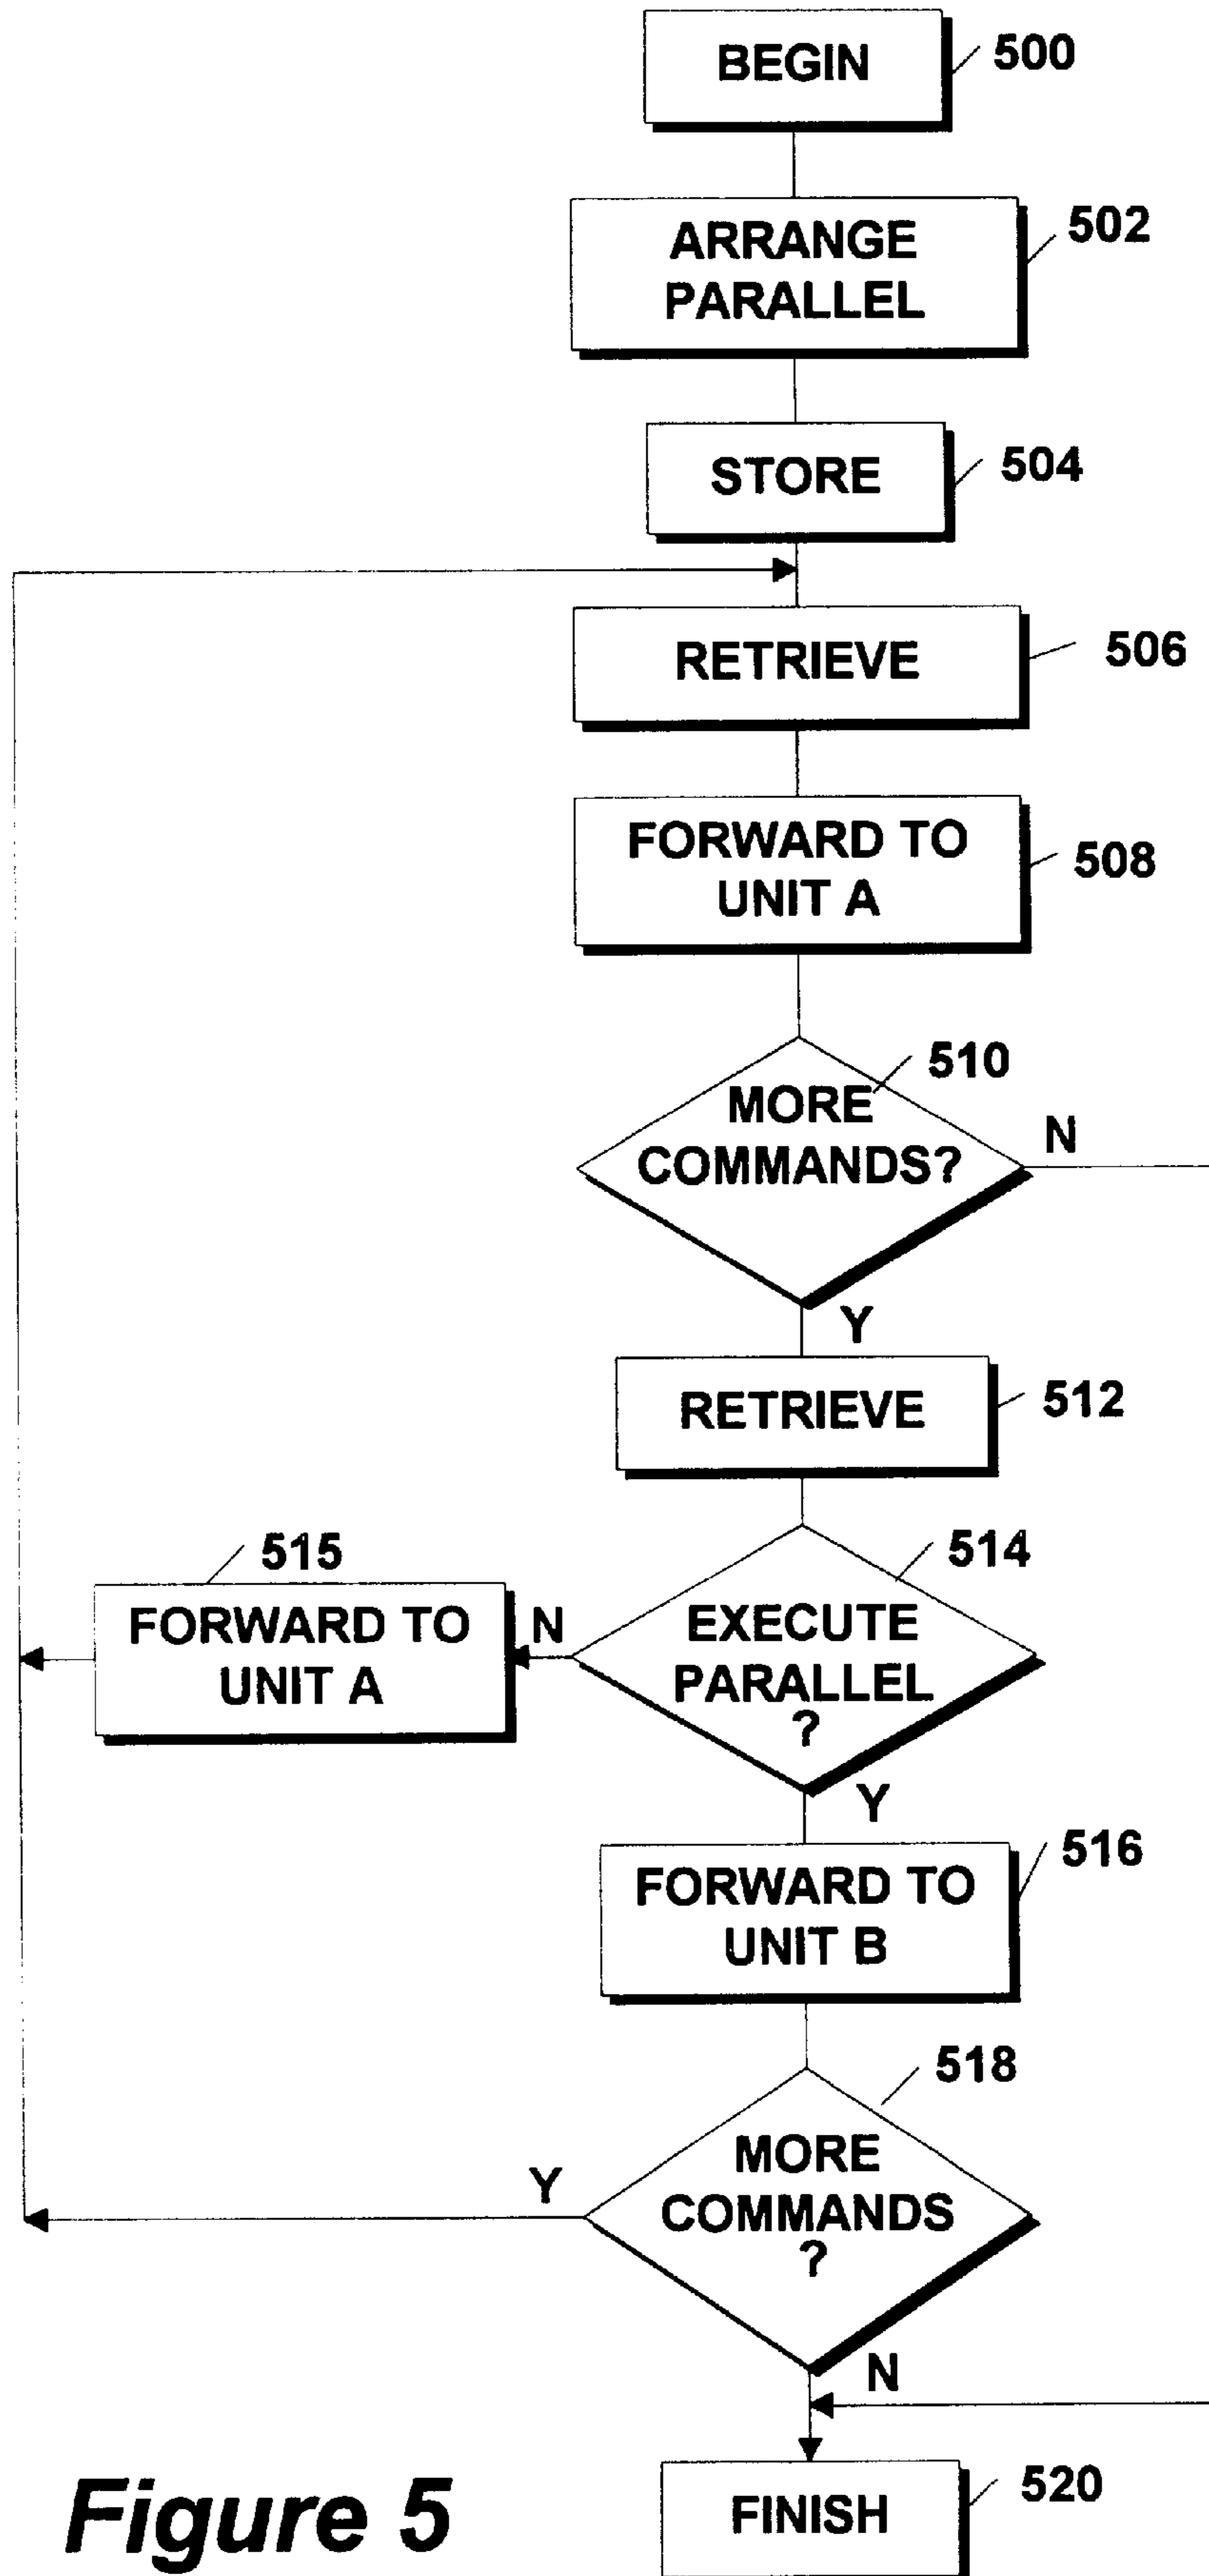 BEGIN
500
ARRANGE
PARALLEL
502
STORE
504
RETRIEVE
506
FORWARD TO
UNIT A
508
510
MORE
COMMANDS?
N
Y
RETRIEVE
512
515
FORWARD TO
UNIT A
N
514
EXECUTE
PARALLEL
?
Y
FORWARD TO
UNIT B
516
518
MORE
COMMANDS
?
Y
N
FINISH
520
Figure 5